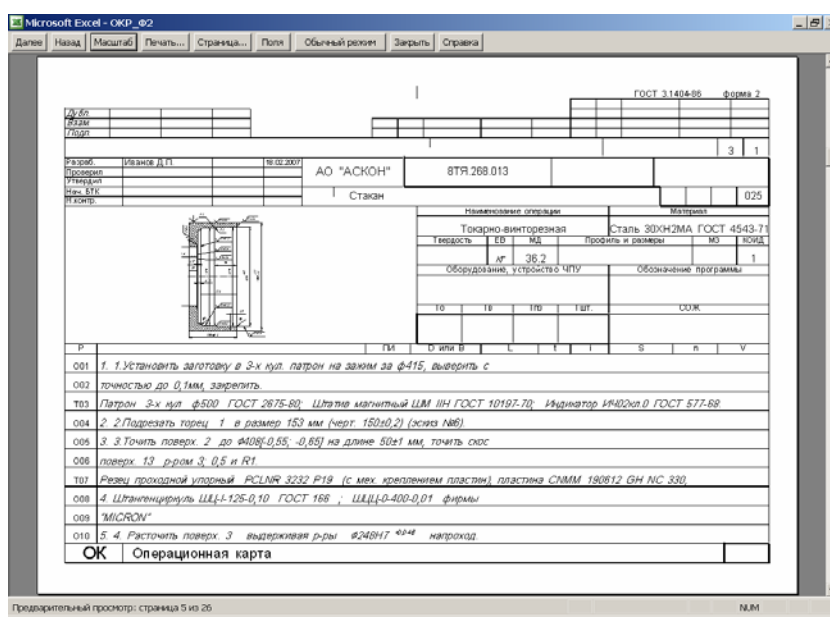 Microsoft Excel - ОКР_Ф2
Далее Назад Масштаб Печать... Страница... Поля Обычный режим Закрыть Справка
ГОСТ 3.1404-86 форма 2
Дубл.
Взам
Подп
3 1
Разраб. Иванов Д.П. 18.02.2007
Проверил
Утвердил
Нач. БТК
Н.контр.
АО "АСКОН" 8ТЯ.268.013
Стакан 025
Наименование операции Материал
Токарно-винторезная Сталь 30ХН2МА ГОСТ 4543-71
Твердость ЕВ МД Профиль и размеры МЗ КОИД
кг 36.2 1
Оборудование, устройство ЧПУ Обозначение программы
То Тв Тпз Тшт. СОЖ
Р ПИ D или B L t i S n V
001 1. 1.Установить заготовку в 3-х кул. патрон на зажим за ф415, выверить с
002 точностью до 0,1мм, закрепить.
Т03 Патрон 3-х кул ф500 ГОСТ 2675-80; Штатив магнитный ШМ IIН ГОСТ 10197-70; Индикатор ИЧ02кл.0 ГОСТ 577-68.
004 2. 2.Подрезать торец 1 в размер 153 мм (черт. 150±0,2) (эскиз №6).
005 3. 3.Точить поверх. 2 до ф408[-0,55; -0,65] на длине 50±1 мм, точить скос
006 поверх. 13 р-ром 3; 0,5 и R1.
Т07 Резец проходной упорный PCLNR 3232 P19 (с мех. креплением пластин), пластина CNMM 190612 GH NC 330,
008 4. Штангенциркуль ШЦ-I-125-0,10 ГОСТ 166 ; ШЦЦ-0-400-0,01 фирмы
009 "MICRON"
010 5. 4. Расточить поверх. 3 выдерживая р-ры ф248Н7 напроход.
ОК Операционная карта
Предварительный просмотр: страница 5 из 26 NUM